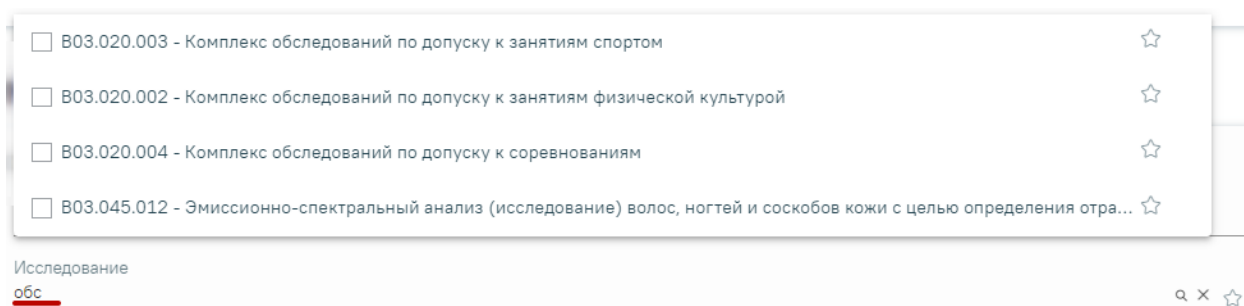 B03.020.003 - Комплекс обследований по допуску к занятиям спортом
B03.020.002 - Комплекс обследований по допуску к занятиям физической культурой
B03.020.004 - Комплекс обследований по допуску к соревнованиям
B03.045.012 - Эмиссионно-спектральный анализ (исследование) волос, ногтей и соскобов кожи с целью определения отра...
Исследование
обс